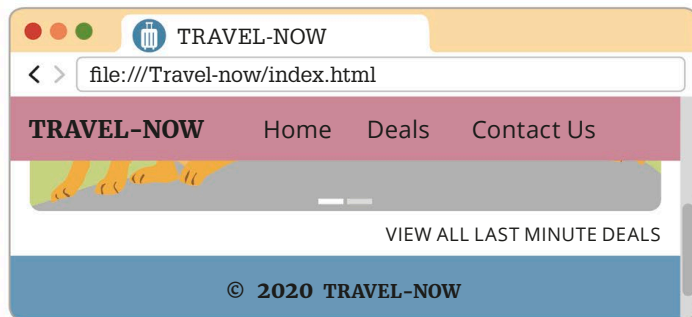 TRAVEL-NOW
file:///Travel-now/index.html
TRAVEL-NOW Home Deals Contact Us
VIEW ALL LAST MINUTE DEALS
© 2020 TRAVEL-NOW